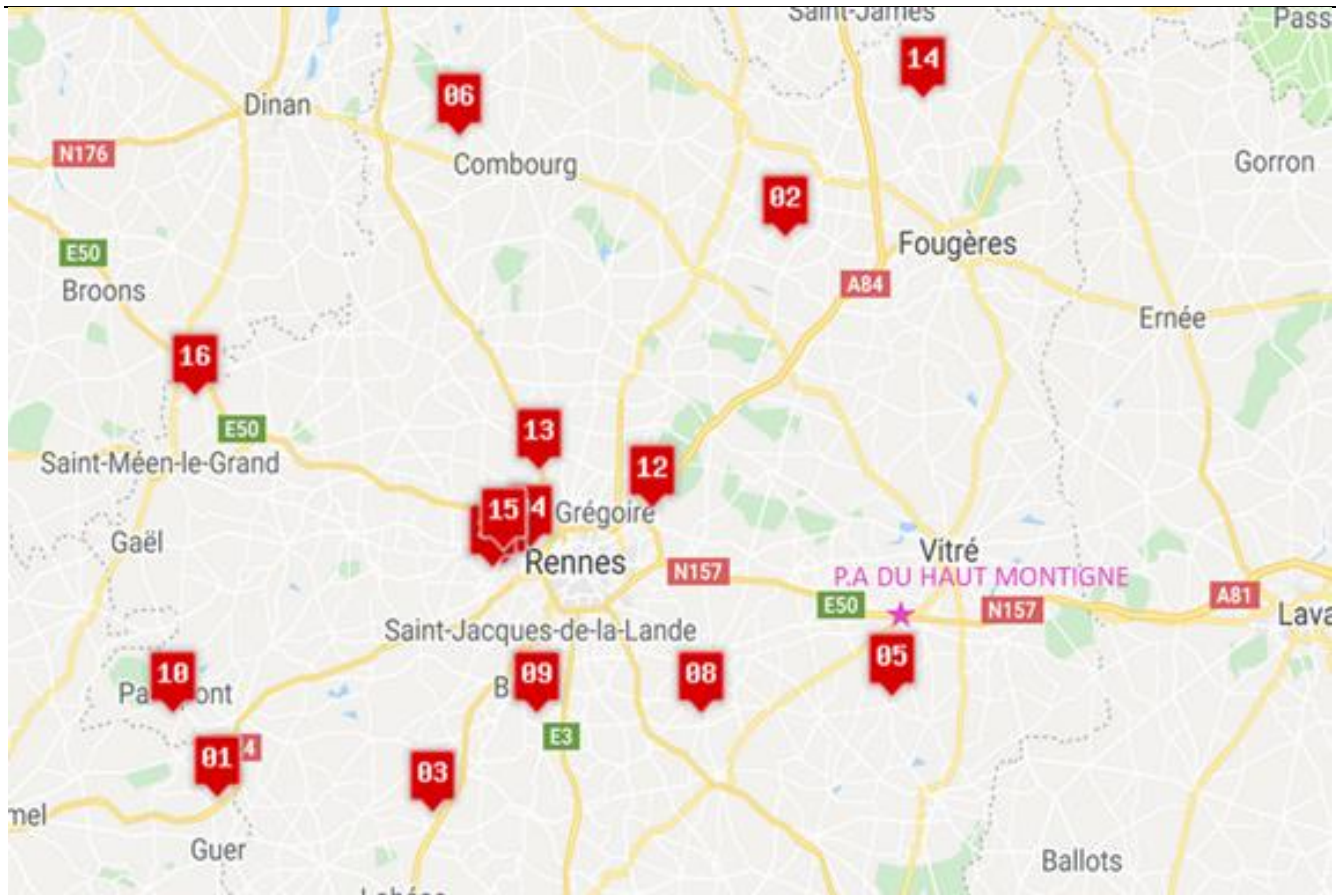 Saint-James
Pass
14
06
Dinan
N176
Combourg
Gorron
02
E50
Fougères
Broons
A84
Ernée
16
E50
13
Saint-Méen-le-Grand
12
15
4
Grégoire
Gaël
Vitré
Rennes
N157
P.A DU HAUT MONTIGNE
E50
N157
A81
Lava
Saint-Jacques-de-la-Lande
05
10
09
08
B
E3
01
4
03
mel
Guer
Ballots